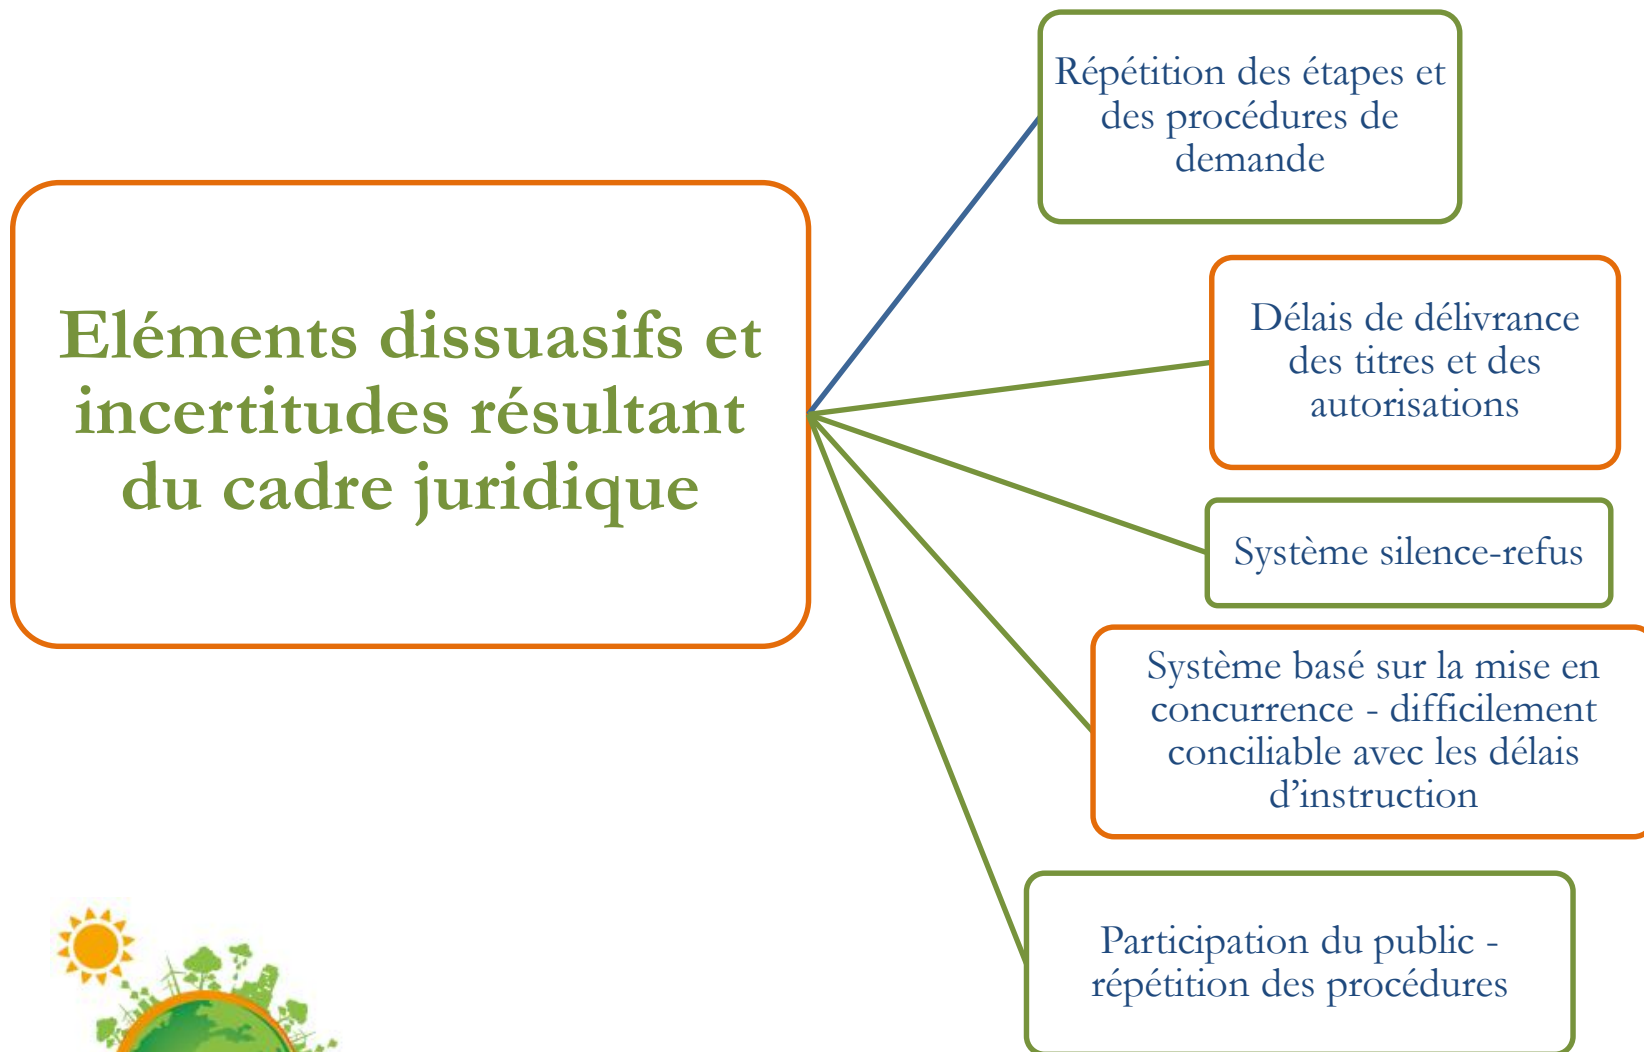 Eléments dissuasifs et
incertitudes résultant
du cadre juridique
Répétition des étapes et
des procédures de
demande
Délais de délivrance
des titres et des
autorisations
Système silence-refus
Système basé sur la mise en
concurrence - difficilement
conciliable avec les délais
d’instruction
Participation du public -
répétition des procédures